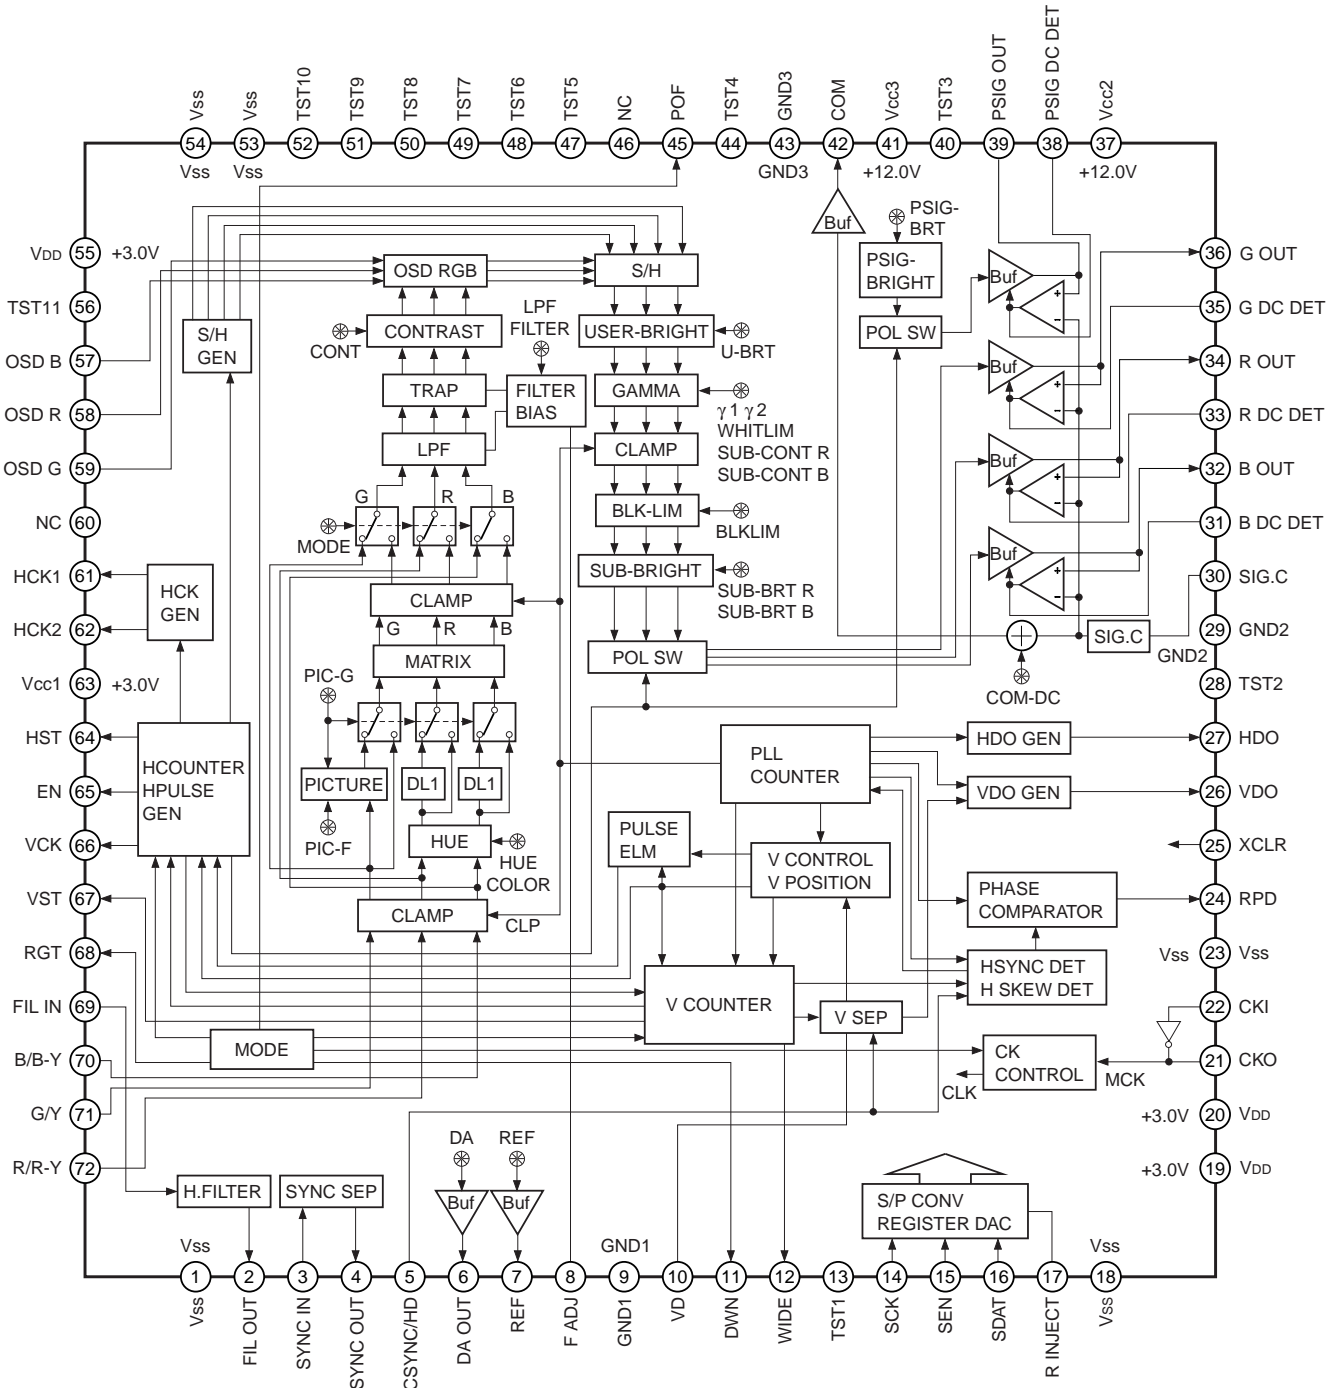 Vss
Vss
TST10
TST9
TST8
TST7
TST6
TST5
NC
POF
TST4
GND3
COM
Vcc3
TST3
PSIG OUT
PSIG DC DET
Vcc2
54
53
52
51
50
49
48
47
46
45
44
43
42
41
40
39
38
37
Vss
Vss
GND3
+12.0V
+12.0V
VDD
55
+3.0V
TST11
56
OSD B
57
OSD R
58
OSD G
59
NC
60
HCK1
61
HCK2
62
Vcc1
63
+3.0V
HST
64
EN
65
VCK
66
VST
67
RGT
68
FIL IN
69
B/B-Y
70
G/Y
71
R/R-Y
72
S/H
GEN
HCK
GEN
HCOUNTER
HPULSE
GEN
MODE
H.FILTER
SYNC SEP
OSD RGB
CONTRAST
CONT
TRAP
LPF
LPF
FILTER
FILTER
BIAS
G
R
B
MODE
CLAMP
G
R
B
MATRIX
PIC-G
PICTURE
PIC-F
DL1
DL1
HUE
HUE
COLOR
CLAMP
CLP
S/H
USER-BRIGHT
U-BRT
GAMMA
γ1 γ2
WHITLIM
SUB-CONT R
SUB-CONT B
CLAMP
BLK-LIM
BLKLIM
SUB-BRIGHT
SUB-BRT R
SUB-BRT B
POL SW
Buf
PSIG-
BRT
PSIG-
BRIGHT
POL SW
Buf
+
-
Buf
+
-
Buf
+
-
Buf
+
-
SIG.C
GND2
COM-DC
PLL
COUNTER
HDO GEN
VDO GEN
PULSE
ELM
V CONTROL
V POSITION
PHASE
COMPARATOR
HSYNC DET
H SKEW DET
V COUNTER
V SEP
CK
CONTROL
CLK
MCK
DA
Buf
REF
Buf
S/P CONV
REGISTER DAC
36
G OUT
35
G DC DET
34
R OUT
33
R DC DET
32
B OUT
31
B DC DET
30
SIG.C
29
GND2
28
TST2
27
HDO
26
VDO
25
XCLR
24
RPD
Vss
23
Vss
22
CKI
21
CKO
+3.0V
20
VDD
+3.0V
19
VDD
Vss
GND1
Vss
1
2
3
4
5
6
7
8
9
10
11
12
13
14
15
16
17
18
Vss
FIL OUT
SYNC IN
SYNC OUT
CSYNC/HD
DA OUT
REF
F ADJ
GND1
VD
DWN
WIDE
TST1
SCK
SEN
SDAT
R INJECT
Vss